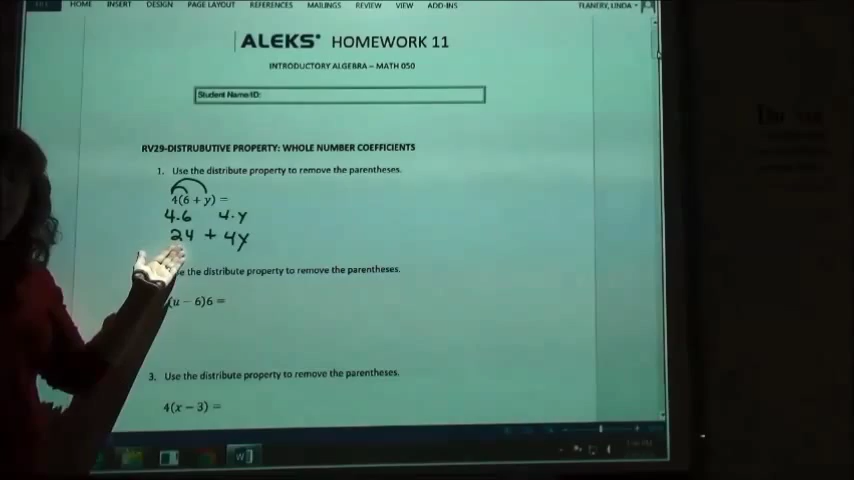 FILE HOME INSERT DESIGN PAGE LAYOUT REFERENCES MAILINGS REVIEW VIEW ADD-INS FLANERY, LINDA
ALEKS® HOMEWORK 11
INTRODUCTORY ALGEBRA – MATH 050
Student Name/ID:
RV29-DISTRUBUTIVE PROPERTY: WHOLE NUMBER COEFFICIENTS
1. Use the distribute property to remove the parentheses.
4(6 + y) =
4·6 4·y
24 + 4y
the distribute property to remove the parentheses.
(u − 6)6 =
3. Use the distribute property to remove the parentheses.
4(x − 3) =